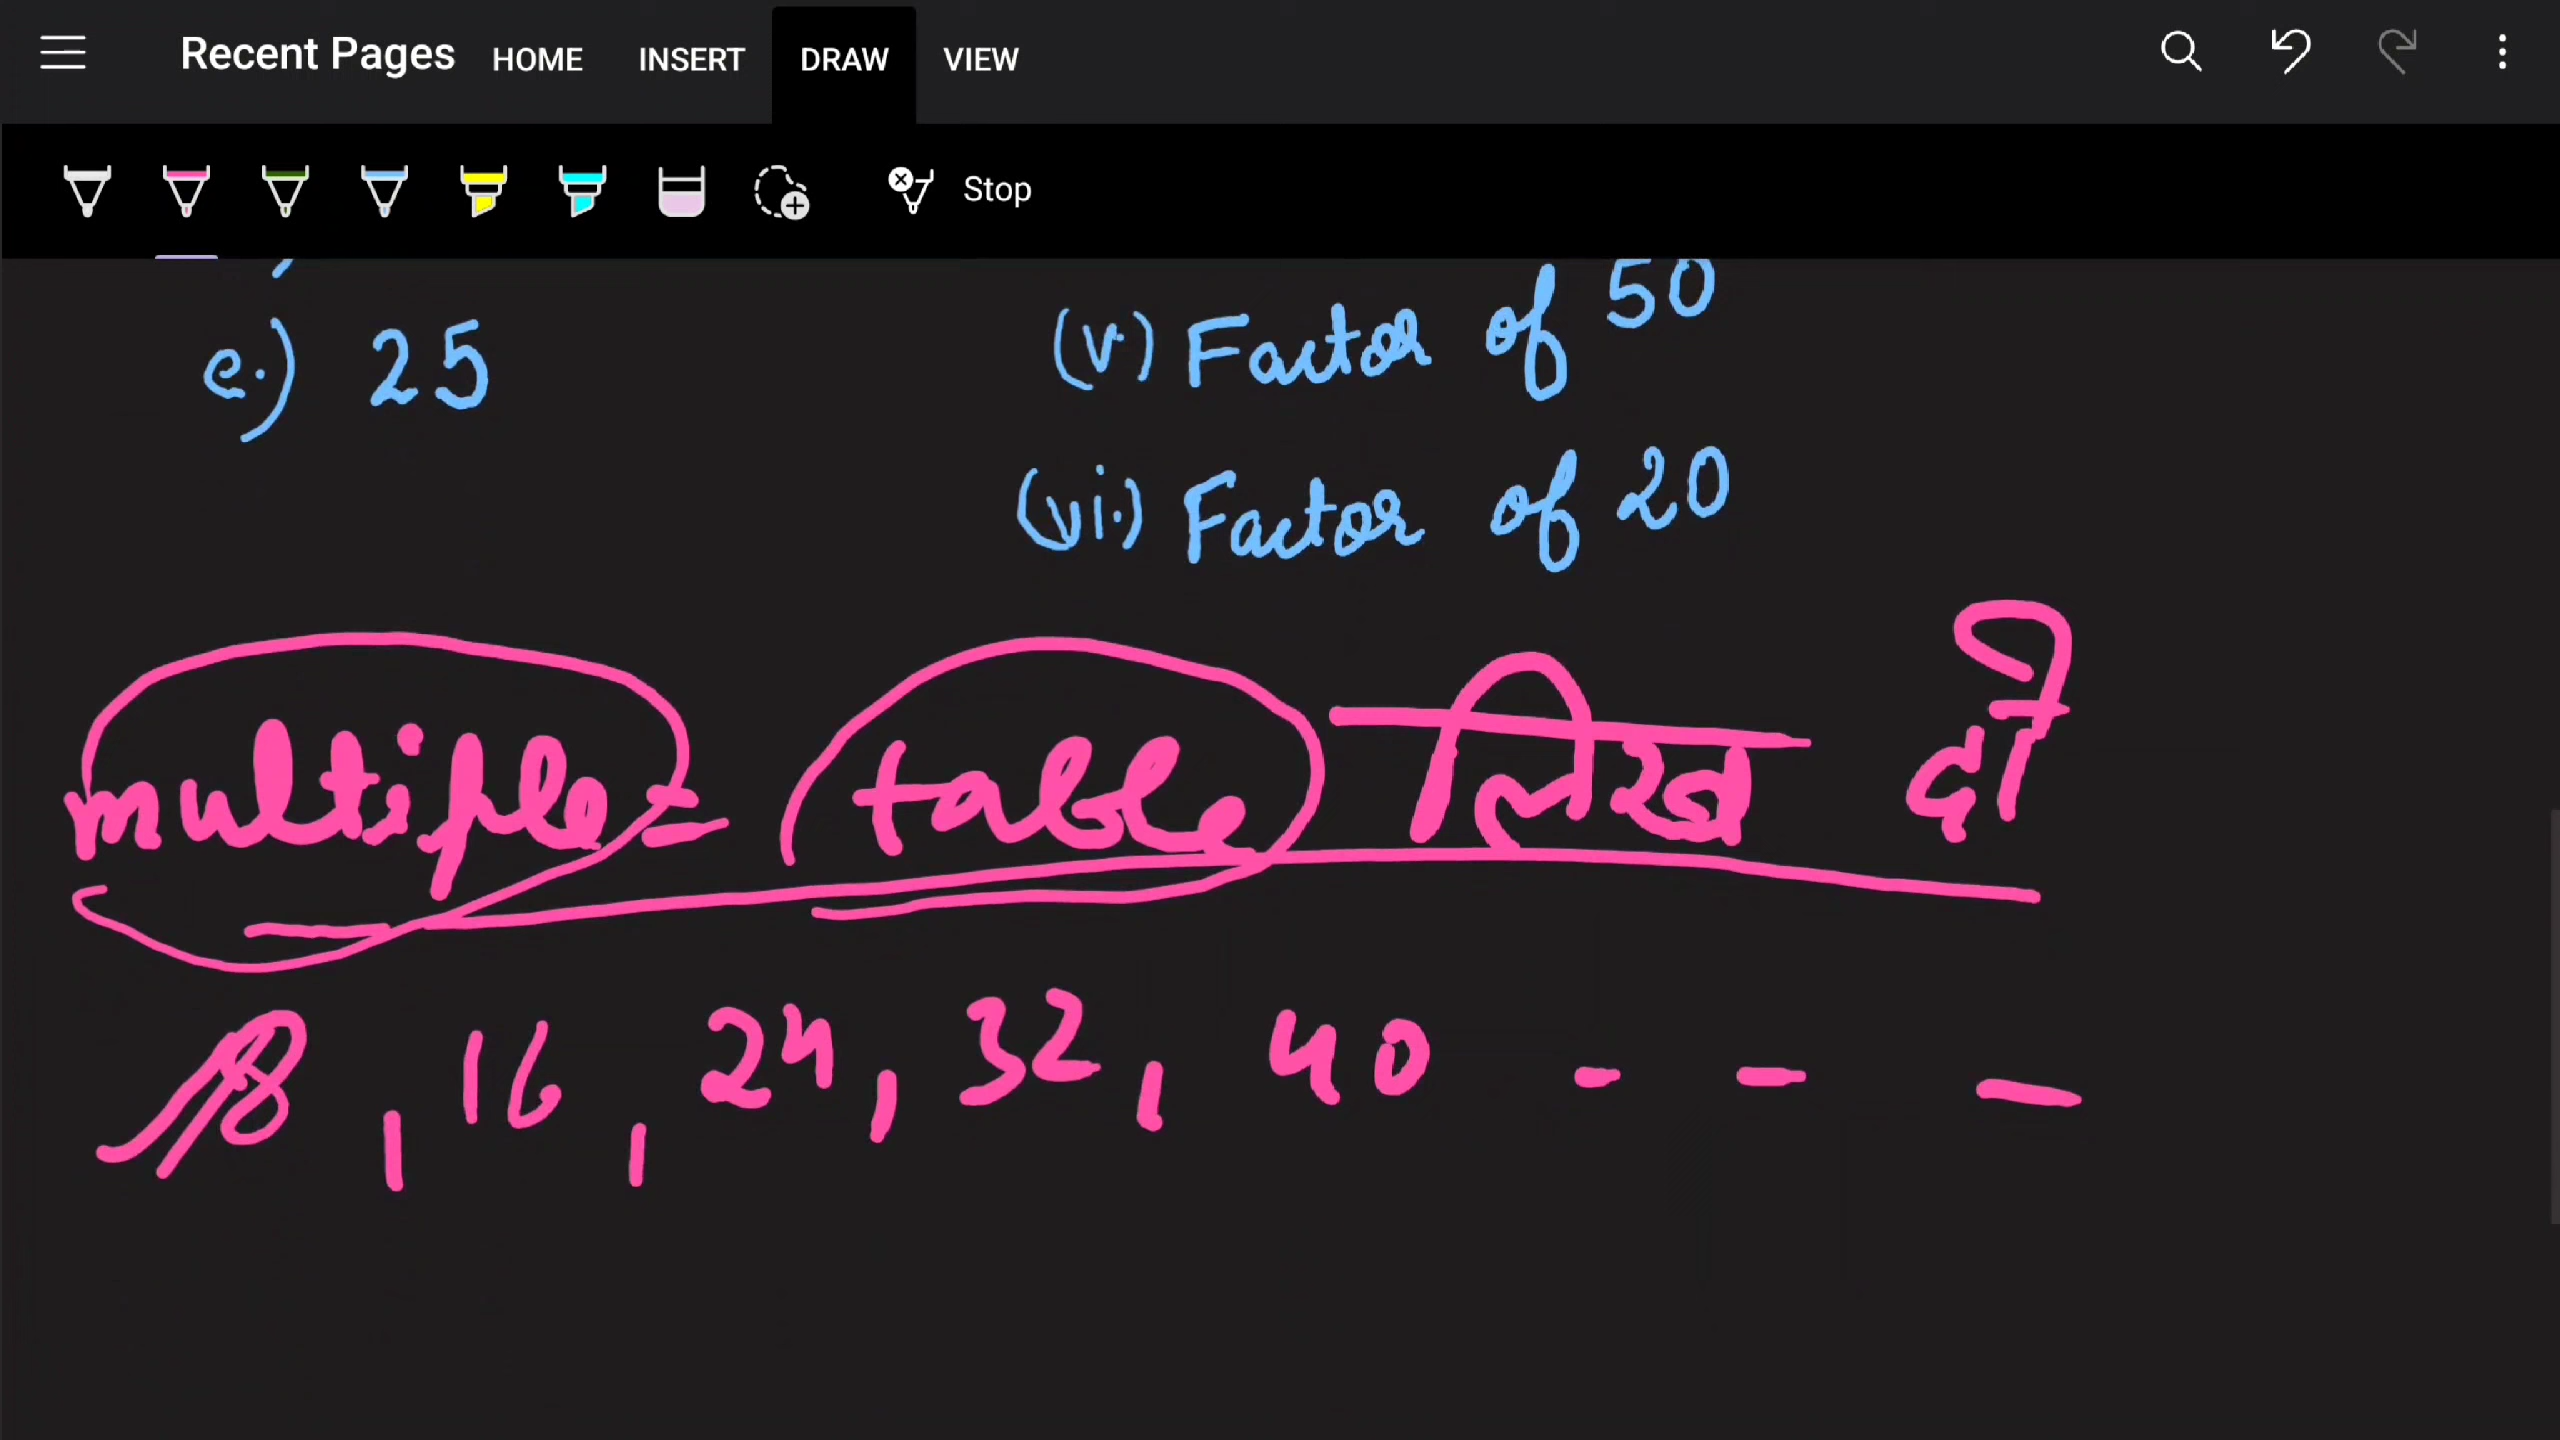 Recent Pages HOME INSERT DRAW VIEW
Stop
e.) 25 (v.) Factor of 50
(vi.) Factor of 20
multiple = table लिख दो
8, 16, 24, 32, 40 - - -